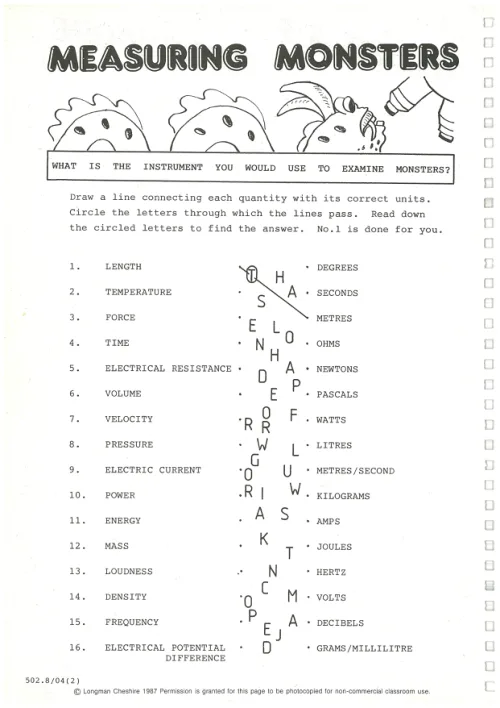 MEASURING MONSTERS
WHAT IS THE INSTRUMENT YOU WOULD USE TO EXAMINE MONSTERS?
Draw a line connecting each quantity with its correct units.
Circle the letters through which the lines pass. Read down
the circled letters to find the answer. No.1 is done for you.
1. LENGTH T H · DEGREES
2. TEMPERATURE · S A · SECONDS
3. FORCE · E L METRES
4. TIME · N O · OHMS
H
5. ELECTRICAL RESISTANCE · D A · NEWTONS
6. VOLUME · E P · PASCALS
7. VELOCITY · R O R F · WATTS
8. PRESSURE · W L · LITRES
G
9. ELECTRIC CURRENT · O U · METRES/SECOND
10. POWER · R I W · KILOGRAMS
11. ENERGY · A S · AMPS
12. MASS · K T · JOULES
13. LOUDNESS · N · HERTZ
C
14. DENSITY · O M · VOLTS
15. FREQUENCY · P E J A · DECIBELS
16. ELECTRICAL POTENTIAL · D · GRAMS/MILLILITRE
DIFFERENCE
502.8/04(2)
© Longman Cheshire 1987 Permission is granted for this page to be photocopied for non-commercial classroom use.